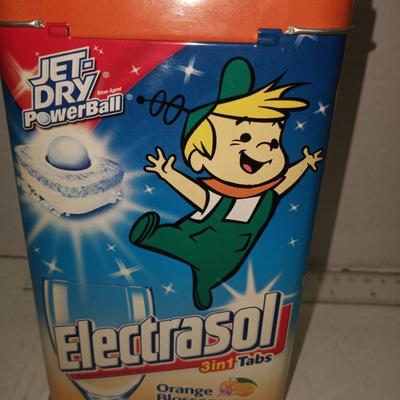 JET-
DRY®
Rinse Agent
PowerBall®
Electrasol®
3in1 Tabs
Orange